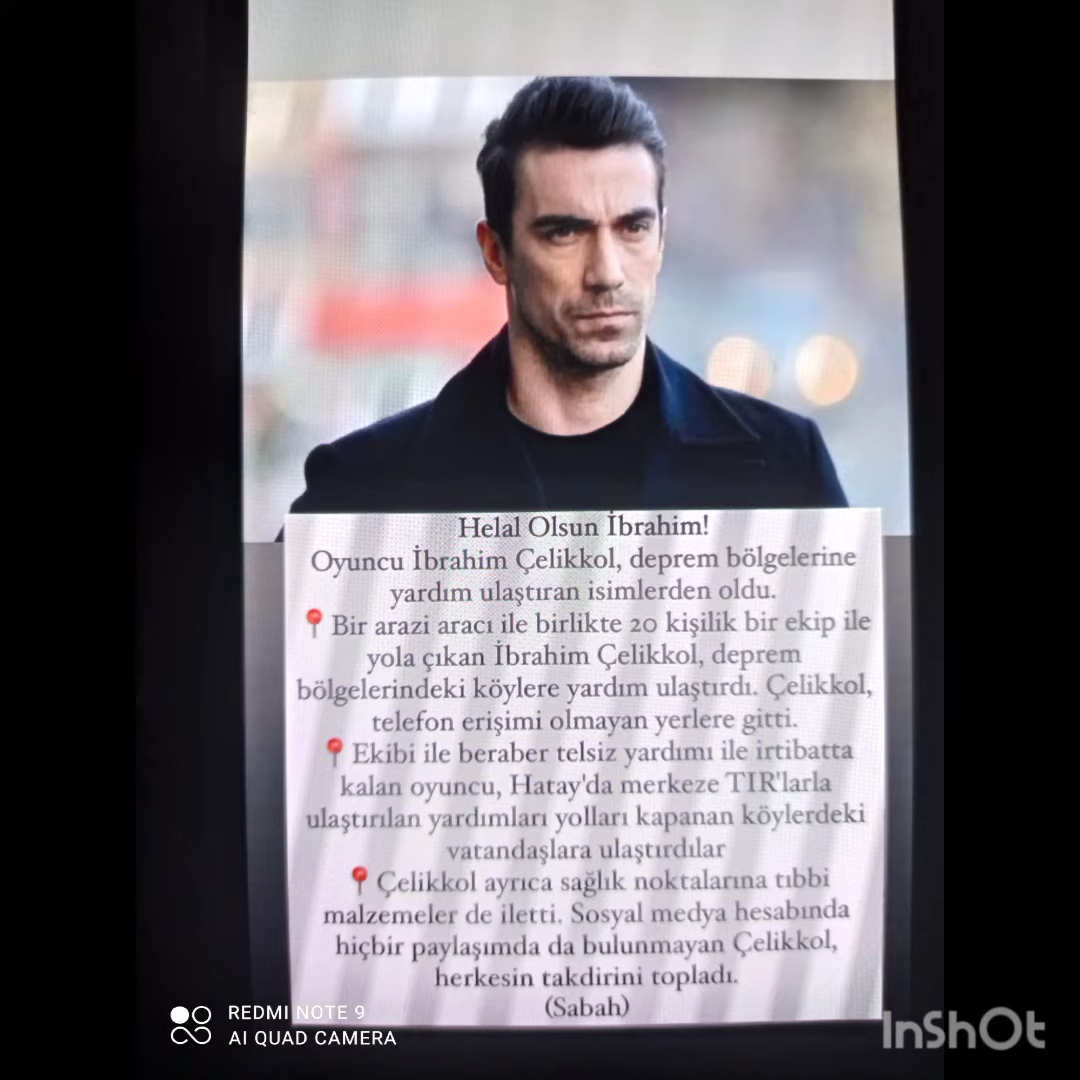 Helal Olsun İbrahim!
Oyuncu İbrahim Çelikkol, deprem bölgelerine
yardım ulaştıran isimlerden oldu.
📍Bir arazi aracı ile birlikte 20 kişilik bir ekip ile
yola çıkan İbrahim Çelikkol, deprem
bölgelerindeki köylere yardım ulaştırdı. Çelikkol,
telefon erişimi olmayan yerlere gitti.
📍Ekibi ile beraber telsiz yardımı ile irtibatta
kalan oyuncu, Hatay'da merkeze TIR'larla
ulaştırılan yardımları yolları kapanan köylerdeki
vatandaşlara ulaştırdılar
📍Çelikkol ayrıca sağlık noktalarına tıbbi
malzemeler de iletti. Sosyal medya hesabında
hiçbir paylaşımda da bulunmayan Çelikkol,
herkesin takdirini topladı.
(Sabah)
REDMI NOTE 9
AI QUAD CAMERA
InShOt